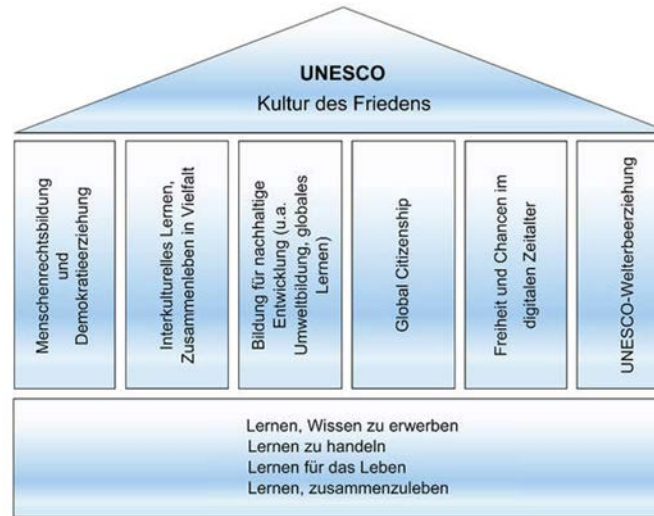 UNESCO
Kultur des Friedens
Menschenrechtsbildung
und
Demokratieerziehung
Interkulturelles Lernen,
Zusammenleben in Vielfalt
Bildung für nachhaltige
Entwicklung (u.a.
Umweltbildung, globales
Lernen)
Global Citizenship
Freiheit und Chancen im
digitalen Zeitalter
UNESCO-Welterbeerziehung
Lernen, Wissen zu erwerben
Lernen zu handeln
Lernen für das Leben
Lernen, zusammenzuleben